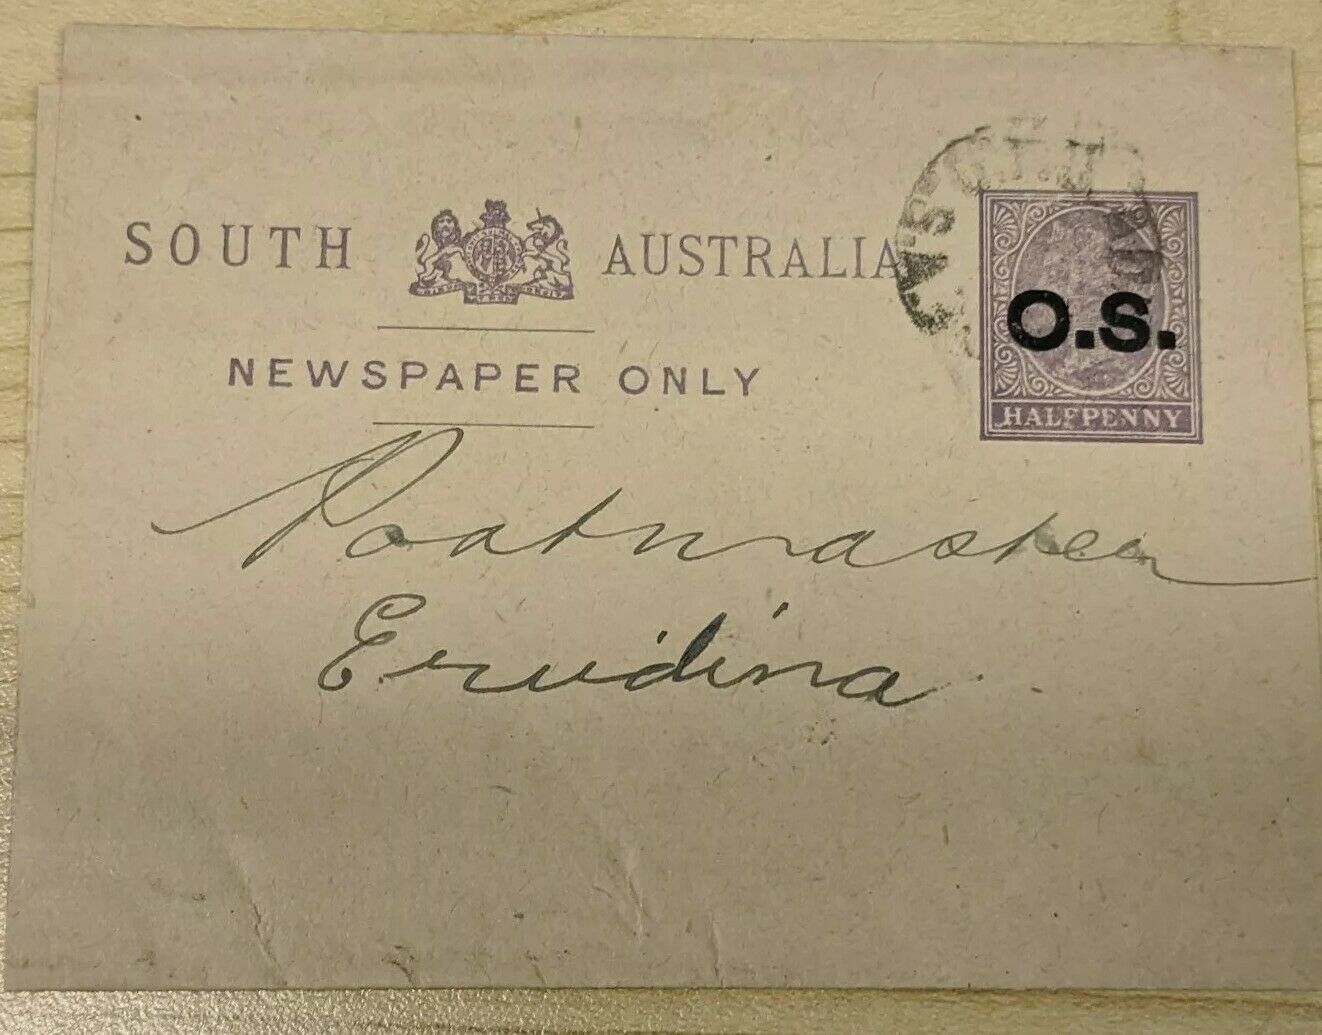 SOUTH AUSTRALIA
NEWSPAPER ONLY
O.S.
HALFPENNY
Postmaster
Erudina